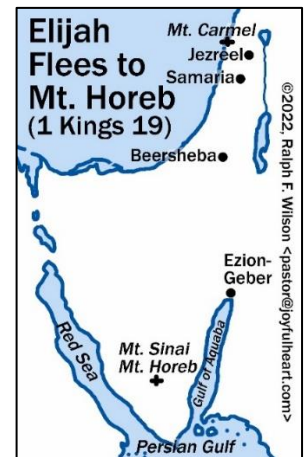 Elijah
Flees to
Mt. Horeb
(1 Kings 19)
Mt. Carmel
Jezreel
Samaria
Beersheba
Ezion-
Geber
Red Sea
Mt. Sinai
Mt. Horeb
Gulf of Aquaba
Persian Gulf
©2022, Ralph F. Wilson <pastor@joyfulheart.com>